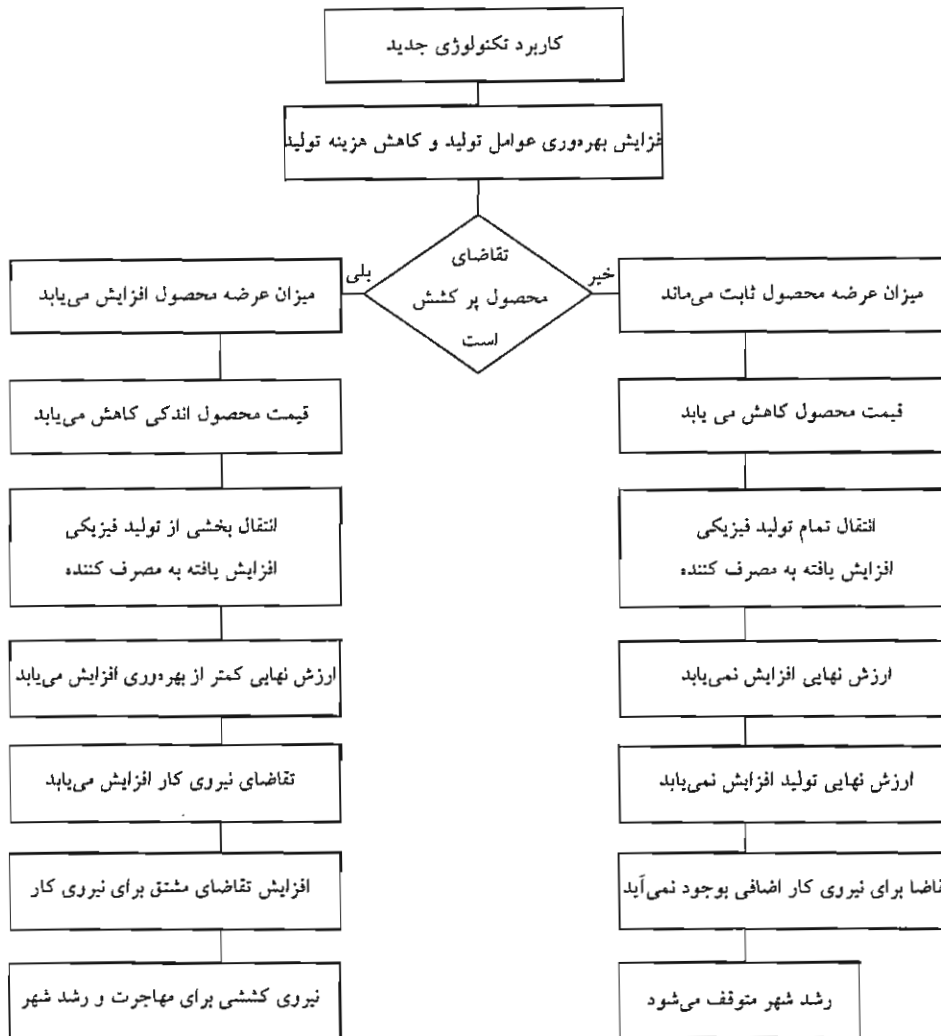 کاربرد تکنولوژی جدید
فزایش بهره‌وری عوامل تولید و کاهش هزینه تولید
تقاضای
محصول پر کشش
است
بلی
خیر
میزان عرضه محصول افزایش می‌یابد
قیمت محصول اندکی کاهش می‌یابد
انتقال بخشی از تولید فیزیکی
افزایش یافته به مصرف کننده
ارزش نهایی کمتر از بهره‌وری افزایش می‌یابد
تقاضای نیروی کار افزایش می‌یابد
افزایش تقاضای مشتق برای نیروی کار
نیروی کششی برای مهاجرت و رشد شهر
میزان عرضه محصول ثابت می‌ماند
قیمت محصول کاهش می یابد
انتقال تمام تولید فیزیکی
افزایش یافته به مصرف کننده
ارزش نهایی افزایش نمی‌یابد
ارزش نهایی تولید افزایش نمی‌یابد
قاضا برای نیروی کار اضافی بوجود نمی‌آید
رشد شهر متوقف می‌شود